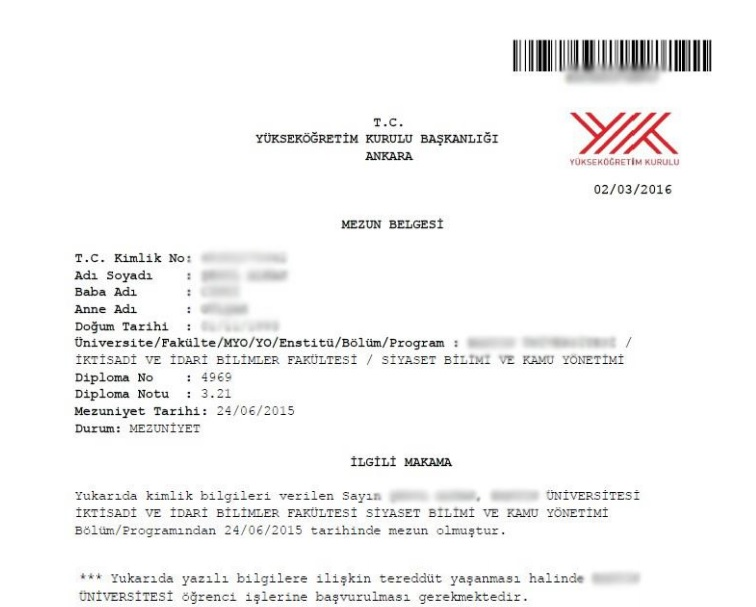 T.C.
YÜKSEKÖĞRETİM KURULU BAŞKANLIĞI
ANKARA
YÜKSEKÖĞRETİM KURULU
02/03/2016
MEZUN BELGESİ
T.C. Kimlik No:
Adı Soyadı :
Baba Adı :
Anne Adı :
Doğum Tarihi :
Üniversite/Fakülte/MYO/YO/Enstitü/Bölüm/Program : /
İKTİSADİ VE İDARİ BİLİMLER FAKÜLTESİ / SİYASET BİLİMİ VE KAMU YÖNETİMİ
Diploma No : 4969
Diploma Notu : 3.21
Mezuniyet Tarihi: 24/06/2015
Durum: MEZUNİYET
İLGİLİ MAKAMA
Yukarıda kimlik bilgileri verilen Sayın , ÜNİVERSİTESİ
İKTİSADİ VE İDARİ BİLİMLER FAKÜLTESİ SİYASET BİLİMİ VE KAMU YÖNETİMİ
Bölüm/Programından 24/06/2015 tarihinde mezun olmuştur.
*** Yukarıda yazılı bilgilere ilişkin tereddüt yaşanması halinde
ÜNİVERSİTESİ öğrenci işlerine başvurulması gerekmektedir.